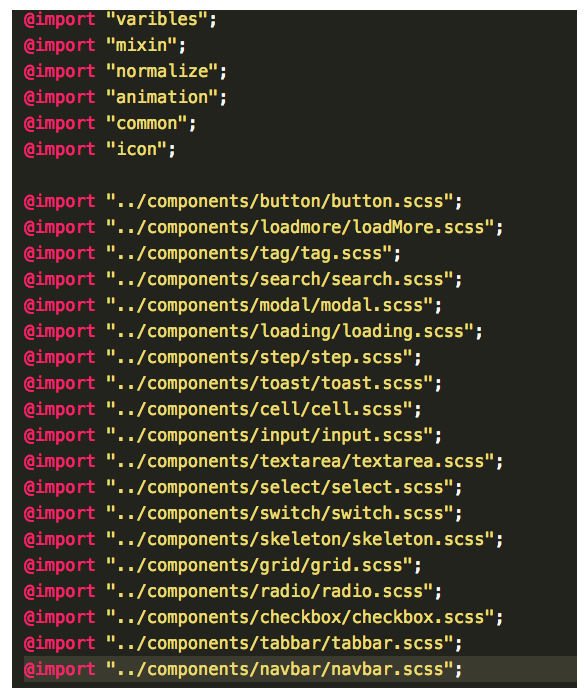 @import "varibles";
@import "mixin";
@import "normalize";
@import "animation";
@import "common";
@import "icon";
@import "../components/button/button.scss";
@import "../components/loadmore/loadMore.scss";
@import "../components/tag/tag.scss";
@import "../components/search/search.scss";
@import "../components/modal/modal.scss";
@import "../components/loading/loading.scss";
@import "../components/step/step.scss";
@import "../components/toast/toast.scss";
@import "../components/cell/cell.scss";
@import "../components/input/input.scss";
@import "../components/textarea/textarea.scss";
@import "../components/select/select.scss";
@import "../components/switch/switch.scss";
@import "../components/skeleton/skeleton.scss";
@import "../components/grid/grid.scss";
@import "../components/radio/radio.scss";
@import "../components/checkbox/checkbox.scss";
@import "../components/tabbar/tabbar.scss";
@import "../components/navbar/navbar.scss";